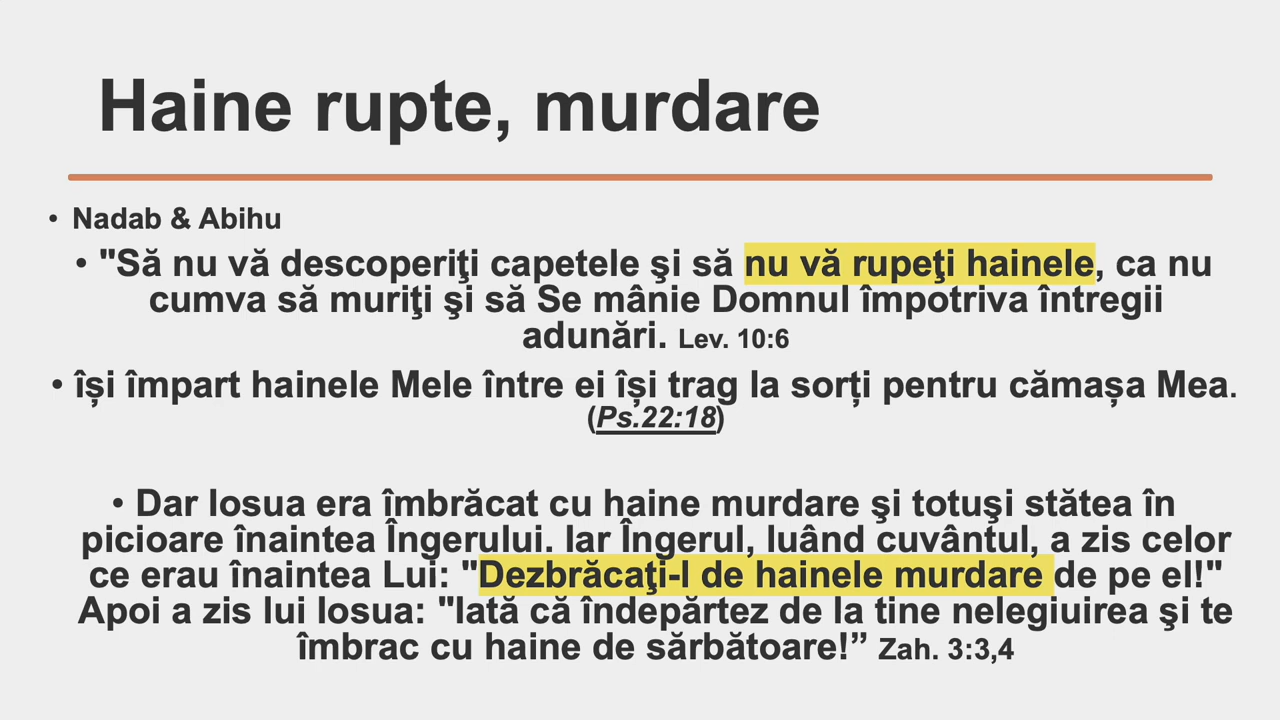 Haine rupte, murdare
• Nadab & Abihu
• "Să nu vă descoperiţi capetele şi să nu vă rupeţi hainele, ca nu
cumva să muriţi şi să Se mânie Domnul împotriva întregii
adunări. Lev. 10:6
• își împart hainele Mele între ei își trag la sorți pentru cămașa Mea.
(Ps.22:18)
• Dar Iosua era îmbrăcat cu haine murdare şi totuşi stătea în
picioare înaintea Îngerului. Iar Îngerul, luând cuvântul, a zis celor
ce erau înaintea Lui: "Dezbrăcaţi-l de hainele murdare de pe el!"
Apoi a zis lui Iosua: "Iată că îndepărtez de la tine nelegiuirea şi te
îmbrac cu haine de sărbătoare!” Zah. 3:3,4